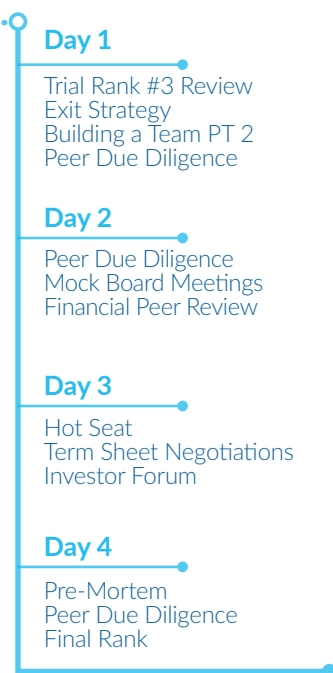 Day 1
Trial Rank #3 Review
Exit Strategy
Building a Team PT 2
Peer Due Diligence
Day 2
Peer Due Diligence
Mock Board Meetings
Financial Peer Review
Day 3
Hot Seat
Term Sheet Negotiations
Investor Forum
Day 4
Pre-Mortem
Peer Due Diligence
Final Rank